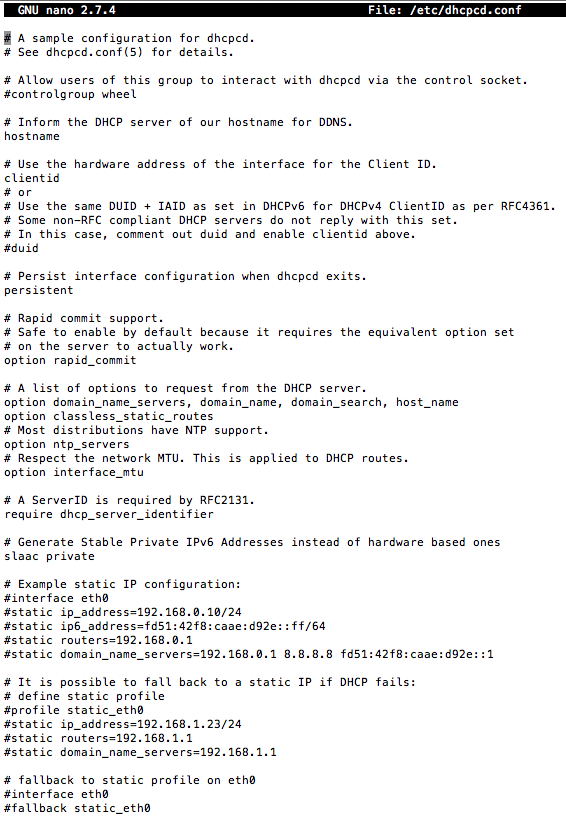 GNU nano 2.7.4 File: /etc/dhcpcd.conf
# A sample configuration for dhcpcd.
# See dhcpcd.conf(5) for details.
# Allow users of this group to interact with dhcpcd via the control socket.
#controlgroup wheel
# Inform the DHCP server of our hostname for DDNS.
hostname
# Use the hardware address of the interface for the Client ID.
clientid
# or
# Use the same DUID + IAID as set in DHCPv6 for DHCPv4 ClientID as per RFC4361.
# Some non-RFC compliant DHCP servers do not reply with this set.
# In this case, comment out duid and enable clientid above.
#duid
# Persist interface configuration when dhcpcd exits.
persistent
# Rapid commit support.
# Safe to enable by default because it requires the equivalent option set
# on the server to actually work.
option rapid_commit
# A list of options to request from the DHCP server.
option domain_name_servers, domain_name, domain_search, host_name
option classless_static_routes
# Most distributions have NTP support.
option ntp_servers
# Respect the network MTU. This is applied to DHCP routes.
option interface_mtu
# A ServerID is required by RFC2131.
require dhcp_server_identifier
# Generate Stable Private IPv6 Addresses instead of hardware based ones
slaac private
# Example static IP configuration:
#interface eth0
#static ip_address=192.168.0.10/24
#static ip6_address=fd51:42f8:caae:d92e::ff/64
#static routers=192.168.0.1
#static domain_name_servers=192.168.0.1 8.8.8.8 fd51:42f8:caae:d92e::1
# It is possible to fall back to a static IP if DHCP fails:
# define static profile
#profile static_eth0
#static ip_address=192.168.1.23/24
#static routers=192.168.1.1
#static domain_name_servers=192.168.1.1
# fallback to static profile on eth0
#interface eth0
#fallback static_eth0